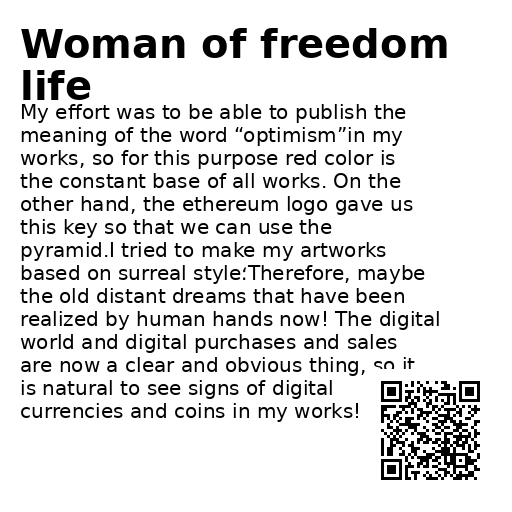 Woman of freedom
life
My effort was to be able to publish the
meaning of the word “optimism”in my
works, so for this purpose red color is
the constant base of all works. On the
other hand, the ethereum logo gave us
this key so that we can use the
pyramid.I tried to make my artworks
based on surreal style؛Therefore, maybe
the old distant dreams that have been
realized by human hands now! The digital
world and digital purchases and sales
are now a clear and obvious thing, so it
is natural to see signs of digital
currencies and coins in my works!